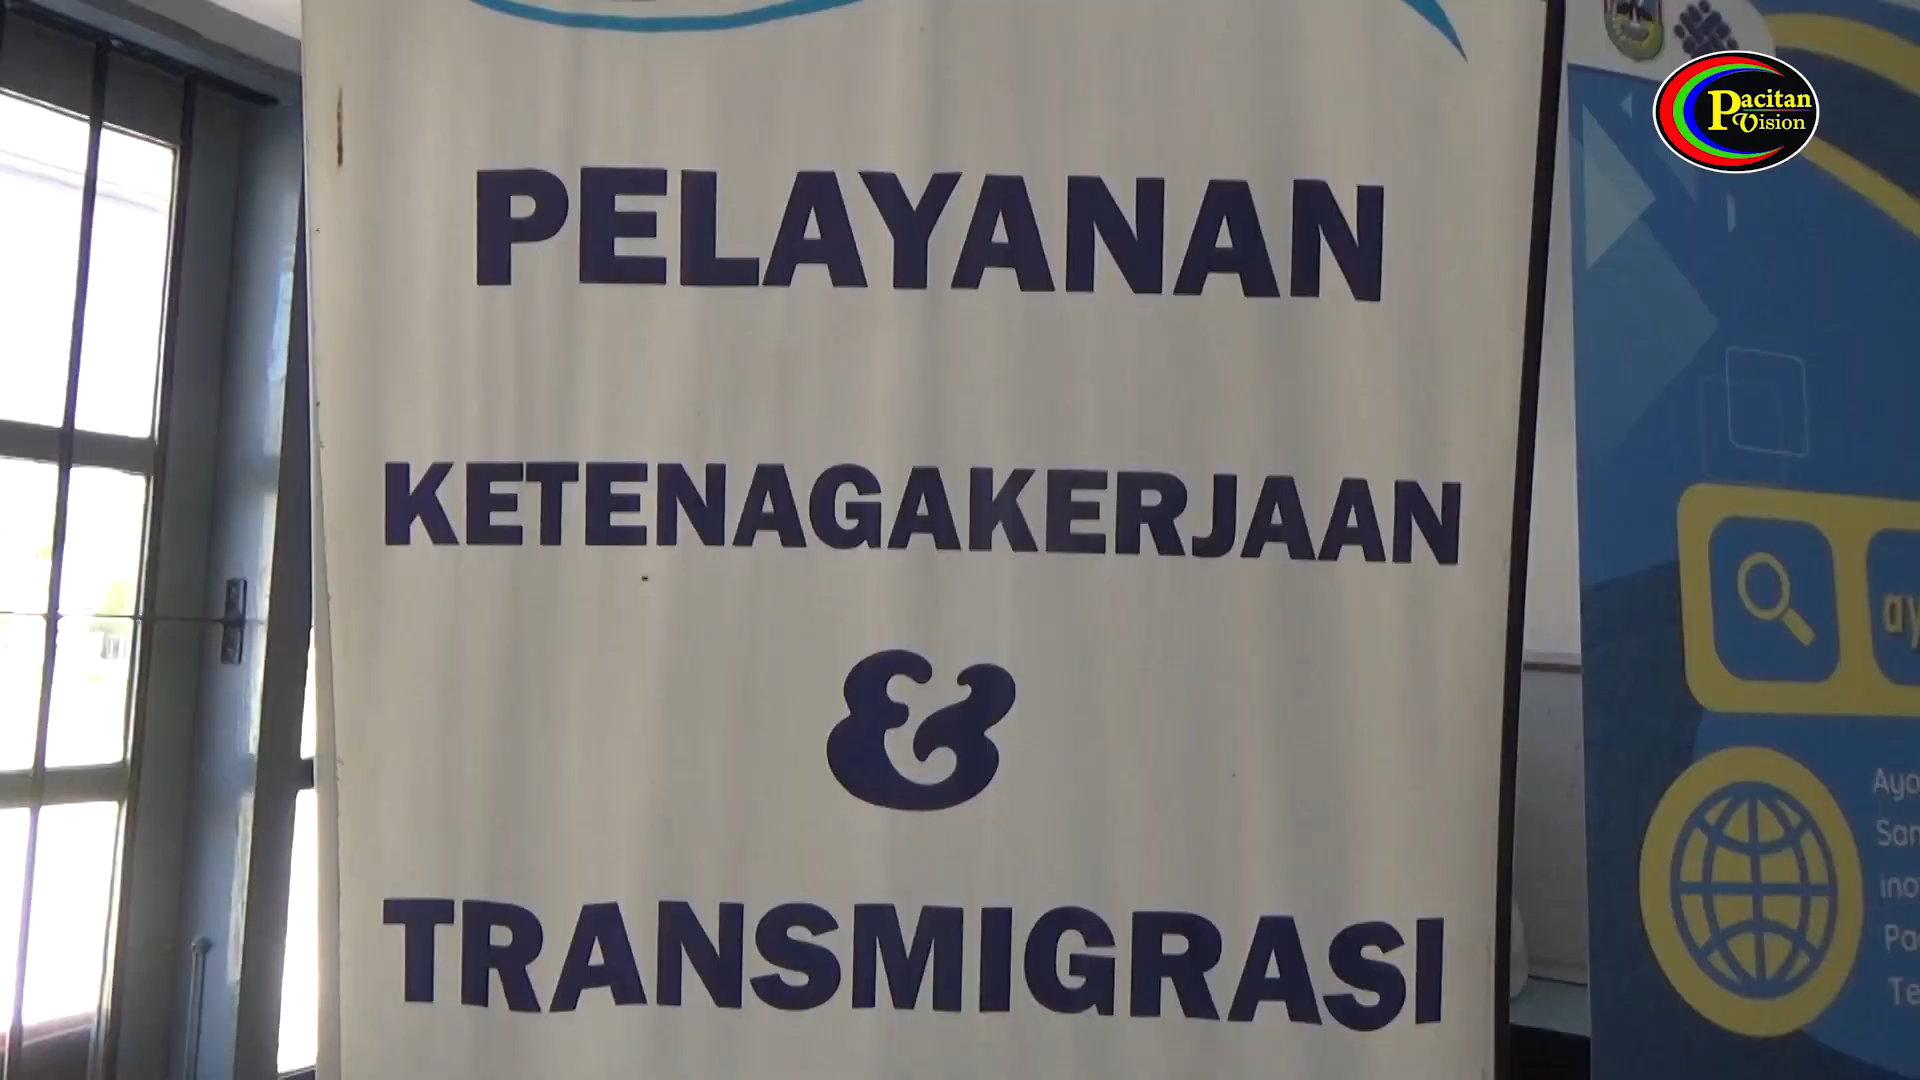 Pacitan
Vision
PELAYANAN
KETENAGAKERJAAN
&
TRANSMIGRASI